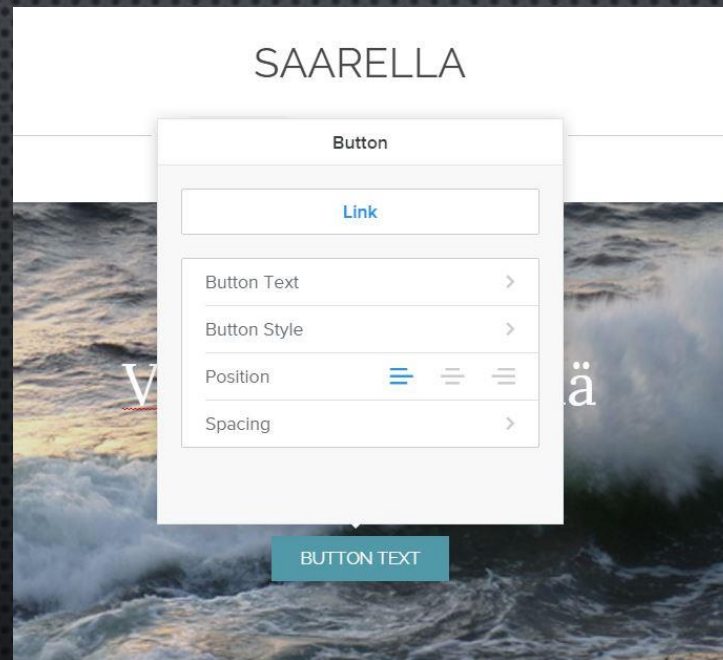 SAARELLA
Button
Link
Button Text
Button Style
Position
V ä
Spacing
BUTTON TEXT